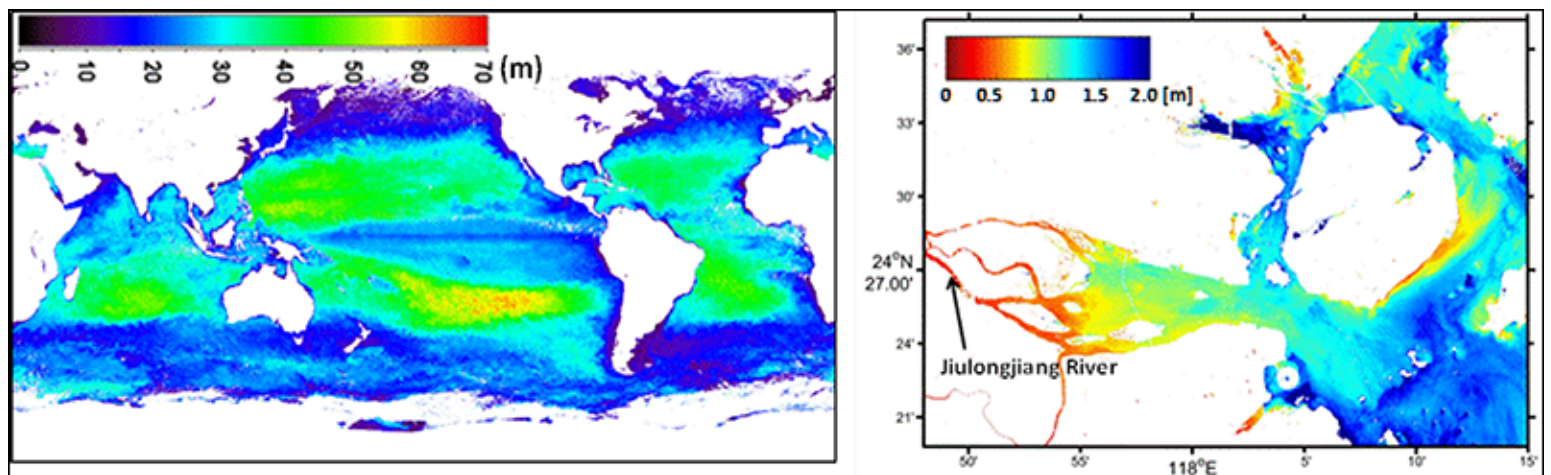 0 10 20 30 40 50 60 70 (m)
0 0.5 1.0 1.5 2.0 [m]
36'
33'
30'
24°N
27.00'
24'
21'
Jiulongjiang River
50' 55' 118°E 5' 10' 15'